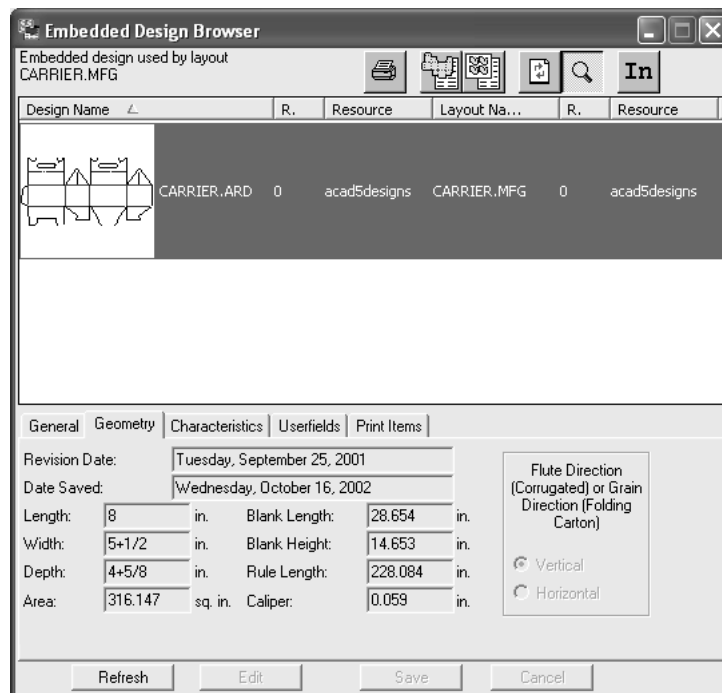 Embedded Design Browser
Embedded design used by layout
CARRIER.MFG
In
Design Name R. Resource Layout Na... R. Resource
CARRIER.ARD 0 acad5designs CARRIER.MFG 0 acad5designs
General Geometry Characteristics Userfields Print Items
Revision Date: Tuesday, September 25, 2001
Date Saved: Wednesday, October 16, 2002
Length: 8 in. Blank Length: 28.654 in.
Width: 5+1/2 in. Blank Height: 14.653 in.
Depth: 4+5/8 in. Rule Length: 228.084 in.
Area: 316.147 sq. in. Caliper: 0.059 in.
Flute Direction
(Corrugated) or Grain
Direction (Folding
Carton)
Vertical
Horizontal
Refresh Edit Save Cancel